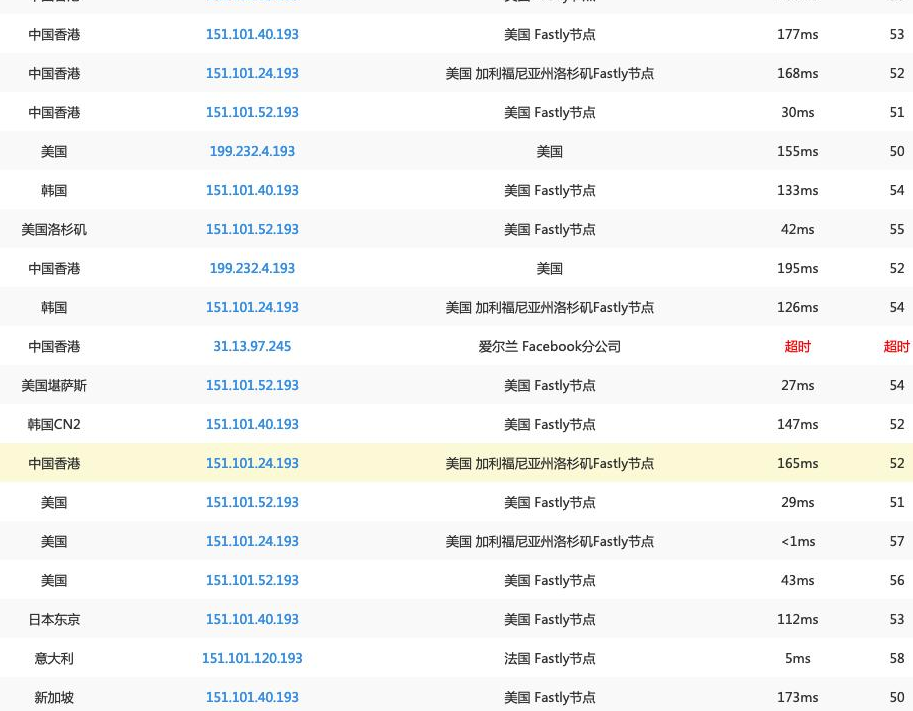 中国香港 151.101.40.193 美国 Fastly节点 177ms 53
中国香港 151.101.24.193 美国 加利福尼亚州洛杉矶Fastly节点 168ms 52
中国香港 151.101.52.193 美国 Fastly节点 30ms 51
美国 199.232.4.193 美国 155ms 50
韩国 151.101.40.193 美国 Fastly节点 133ms 54
美国洛杉矶 151.101.52.193 美国 Fastly节点 42ms 55
中国香港 199.232.4.193 美国 195ms 52
韩国 151.101.24.193 美国 加利福尼亚州洛杉矶Fastly节点 126ms 54
中国香港 31.13.97.245 爱尔兰 Facebook分公司 超时 超时
美国堪萨斯 151.101.52.193 美国 Fastly节点 27ms 54
韩国CN2 151.101.40.193 美国 Fastly节点 147ms 52
中国香港 151.101.24.193 美国 加利福尼亚州洛杉矶Fastly节点 165ms 52
美国 151.101.52.193 美国 Fastly节点 29ms 51
美国 151.101.24.193 美国 加利福尼亚州洛杉矶Fastly节点 <1ms 57
美国 151.101.52.193 美国 Fastly节点 43ms 56
日本东京 151.101.40.193 美国 Fastly节点 112ms 53
意大利 151.101.120.193 法国 Fastly节点 5ms 58
新加坡 151.101.40.193 美国 Fastly节点 173ms 50